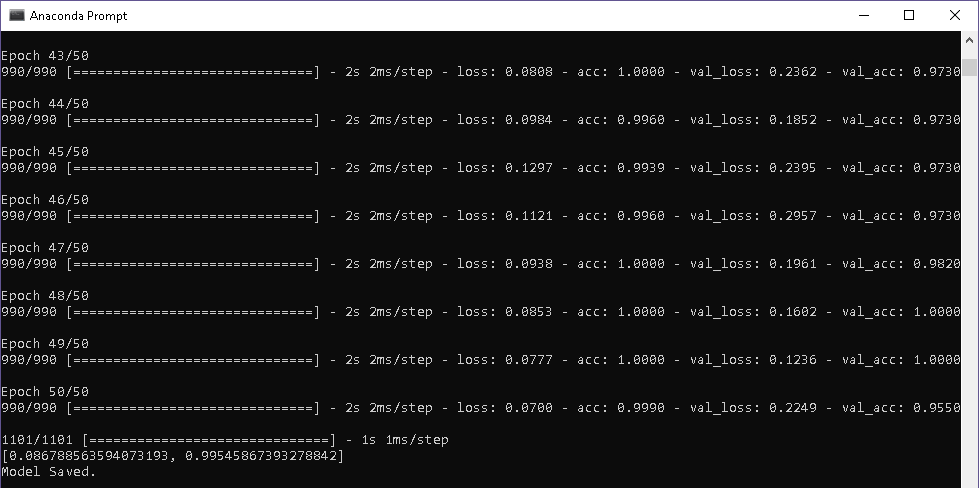 Anaconda Prompt
Epoch 43/50
990/990 [==============================] - 2s 2ms/step - loss: 0.0808 - acc: 1.0000 - val_loss: 0.2362 - val_acc: 0.9730
Epoch 44/50
990/990 [==============================] - 2s 2ms/step - loss: 0.0984 - acc: 0.9960 - val_loss: 0.1852 - val_acc: 0.9730
Epoch 45/50
990/990 [==============================] - 2s 2ms/step - loss: 0.1297 - acc: 0.9939 - val_loss: 0.2395 - val_acc: 0.9730
Epoch 46/50
990/990 [==============================] - 2s 2ms/step - loss: 0.1121 - acc: 0.9960 - val_loss: 0.2957 - val_acc: 0.9730
Epoch 47/50
990/990 [==============================] - 2s 2ms/step - loss: 0.0938 - acc: 1.0000 - val_loss: 0.1961 - val_acc: 0.9820
Epoch 48/50
990/990 [==============================] - 2s 2ms/step - loss: 0.0853 - acc: 1.0000 - val_loss: 0.1602 - val_acc: 1.0000
Epoch 49/50
990/990 [==============================] - 2s 2ms/step - loss: 0.0777 - acc: 1.0000 - val_loss: 0.1236 - val_acc: 1.0000
Epoch 50/50
990/990 [==============================] - 2s 2ms/step - loss: 0.0700 - acc: 0.9990 - val_loss: 0.2249 - val_acc: 0.9550
1101/1101 [==============================] - 1s 1ms/step
[0.086788563594073193, 0.99545867393278842]
Model Saved.